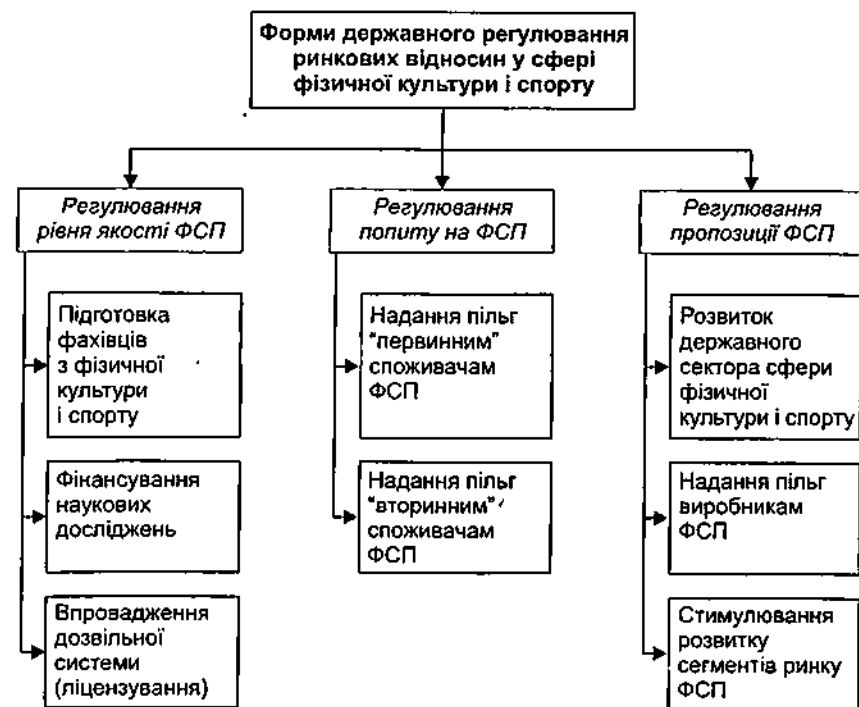 Форми державного регулювання
ринкових відносин у сфері
фізичної культури і спорту
Регулювання
рівня якості ФСП
Регулювання
попиту на ФСП
Регулювання
пропозиції ФСП
Підготовка
фахівців
з фізичної
культури
і спорту
Фікансування
наукових
досліджень
Впровадження
дозвільної
системи
(ліцензування)
Надання пільг
“первинним”
споживачам
ФСП
Надання пільг
“вторинним”
споживачам
ФСП
Розвиток
державного
сектора сфери
фізичної
культури і спорту
Надання пільг
виробникам
ФСП
Стимулювання
розвитку
сегментів ринку
ФСП